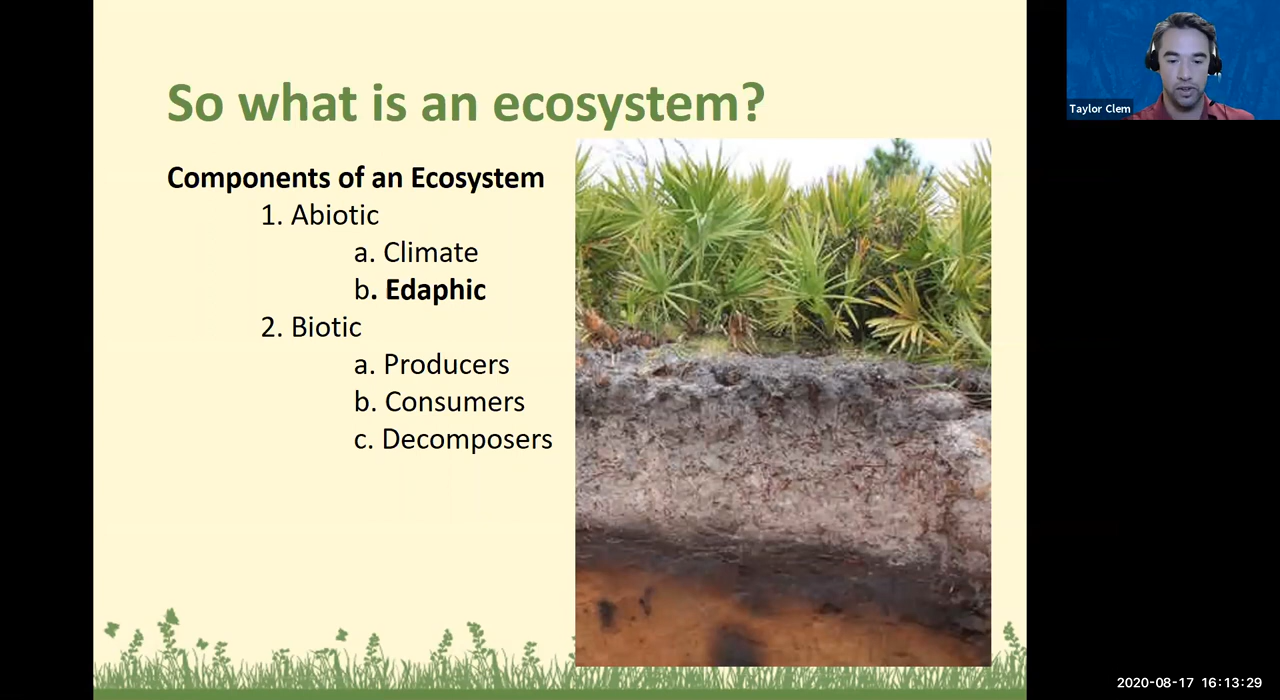 So what is an ecosystem?
Components of an Ecosystem
1. Abiotic
a. Climate
b. Edaphic
2. Biotic
a. Producers
b. Consumers
c. Decomposers
Taylor Clem
2020-08-17 16:13:29